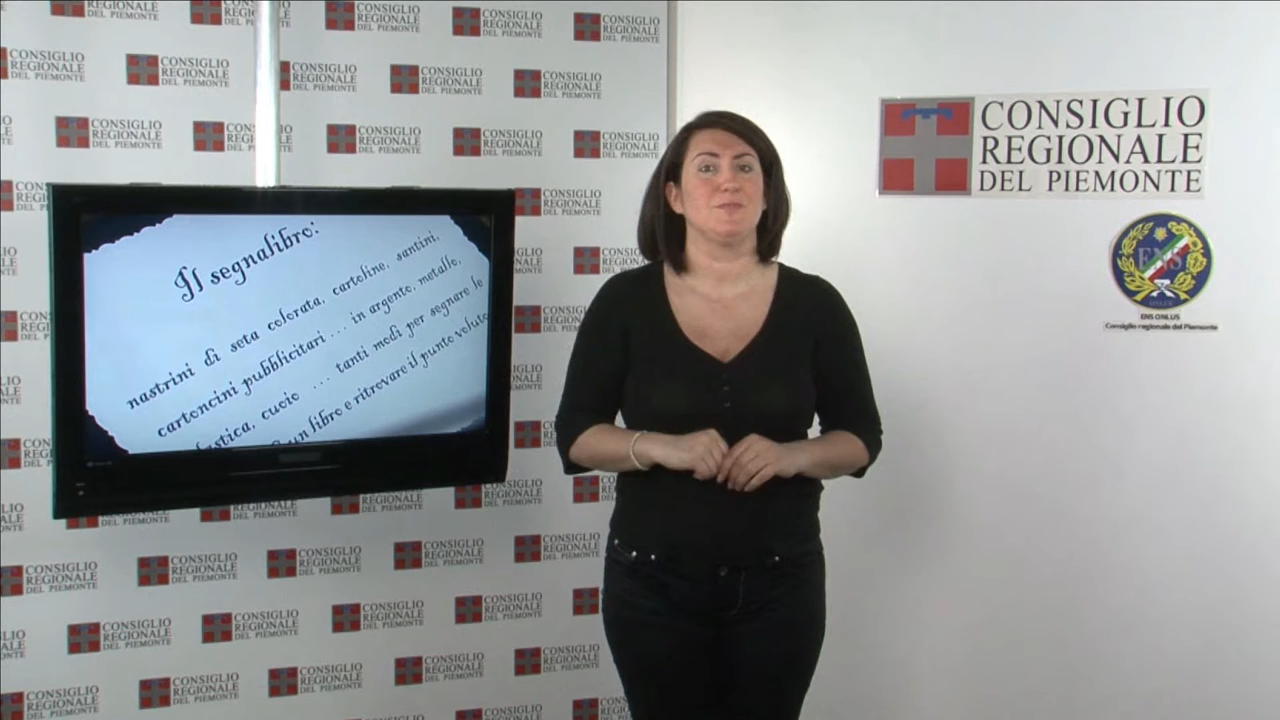 Il segnalibro:
nastrini di seta colorata, cartoline, santini,
cartoncini pubblicitari ... in argento, metallo,
cuoio ... tanti modi per segnare le
un libro e ritrovare il punto voluto
CONSIGLIO
REGIONALE
DEL PIEMONTE
ENS
ENS ONLUS
Consiglio regionale del Piemonte
CONSIGLIO
REGIONALE
DEL PIEMONTE